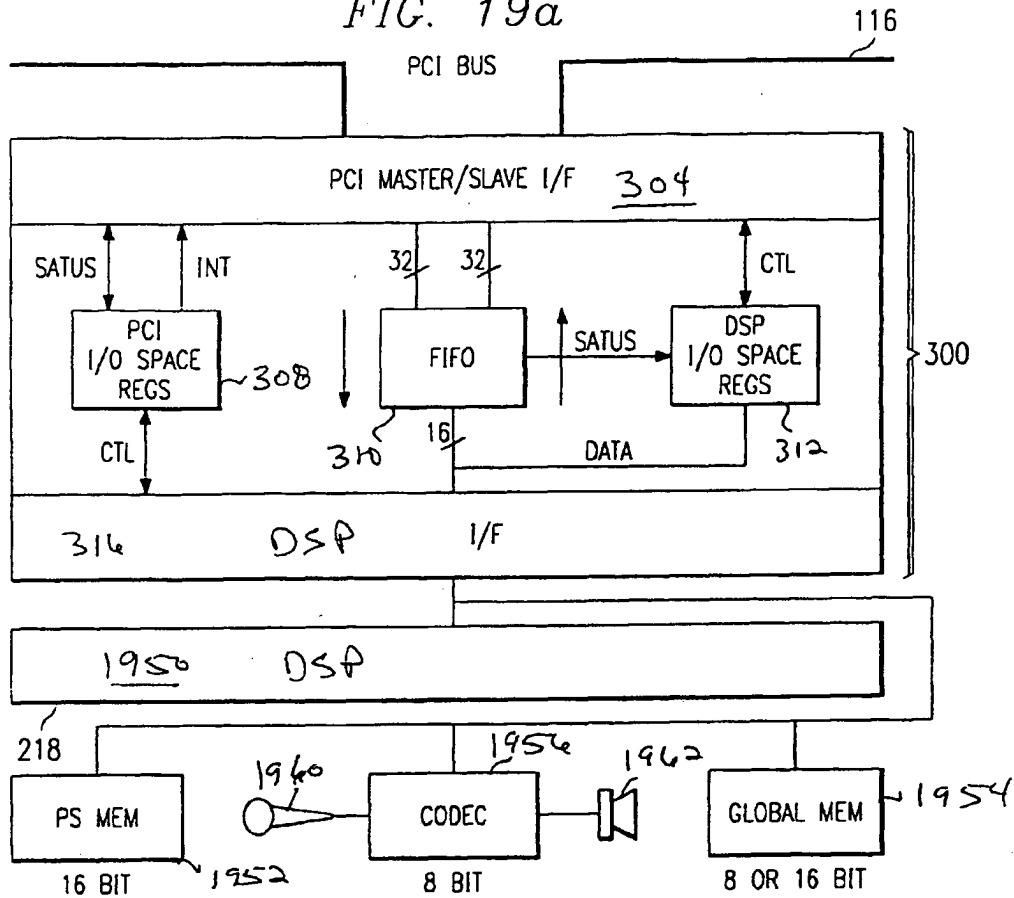 FIG. 19a
116
PCI BUS
PCI MASTER/SLAVE I/F 304
SATUS
INT
32
32
CTL
PCI
I/O SPACE
REGS
308
FIFO
310
SATUS
DSP
I/O SPACE
REGS
312
300
CTL
16
DATA
316 DSP I/F
1950 DSP
218
PS MEM
1952
16 BIT
1960
CODEC
1956
8 BIT
1962
GLOBAL MEM
1954
8 OR 16 BIT